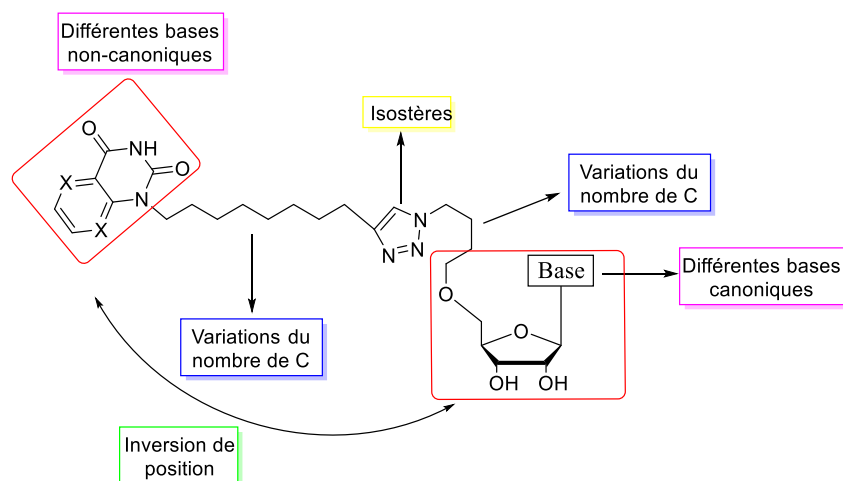 Différentes bases
non-canoniques
Isostères
Variations du
nombre de C
O
NH
O
X
N
X
N
N
N
Base
Différentes bases
canoniques
O
O
OH
OH
Variations du
nombre de C
Inversion de
position